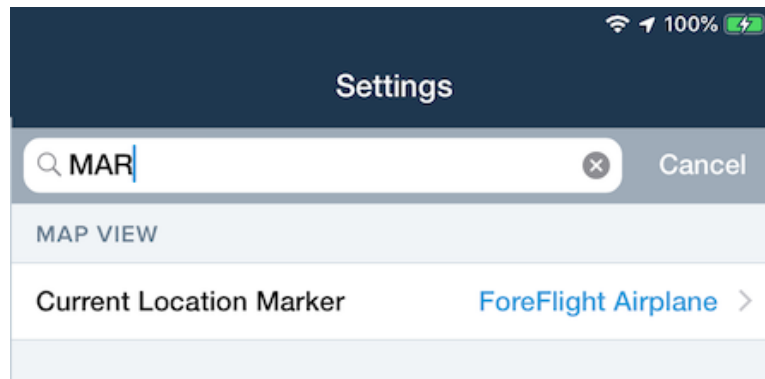 100%
Settings
MAR
Cancel
MAP VIEW
Current Location Marker ForeFlight Airplane